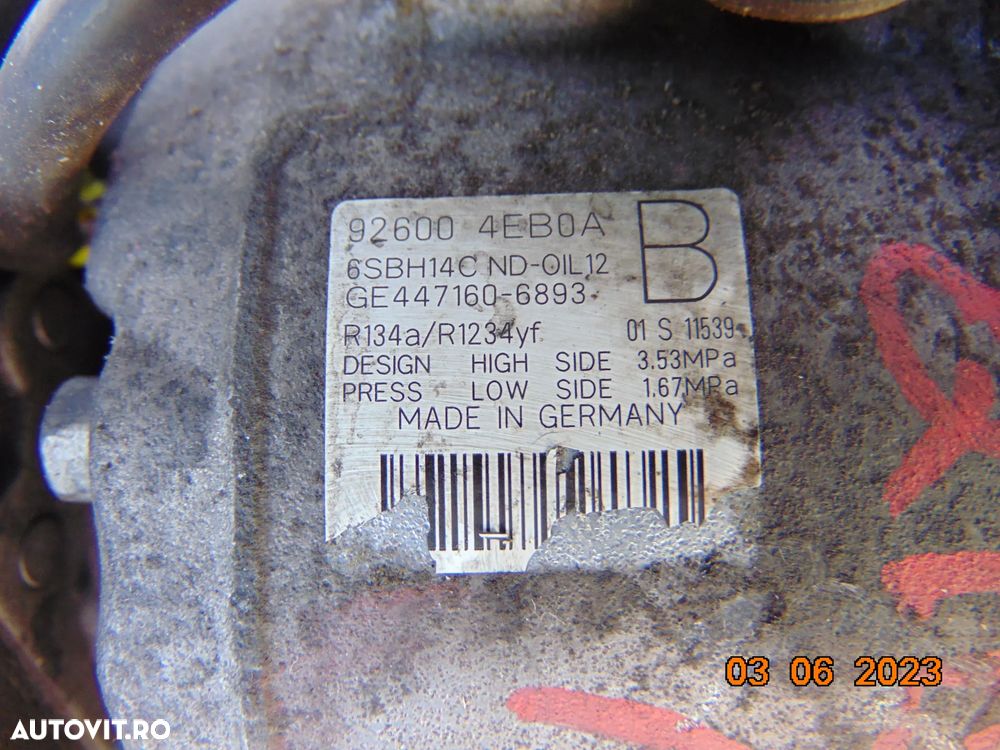 92600 4EB0A
B
6SBH14C ND-OIL12
GE447160-6893
R134a/R1234yf 01 S 11539
DESIGN HIGH SIDE 3.53MPa
PRESS LOW SIDE 1.67MPa
MADE IN GERMANY
03 06 2023
AUTOVIT.RO